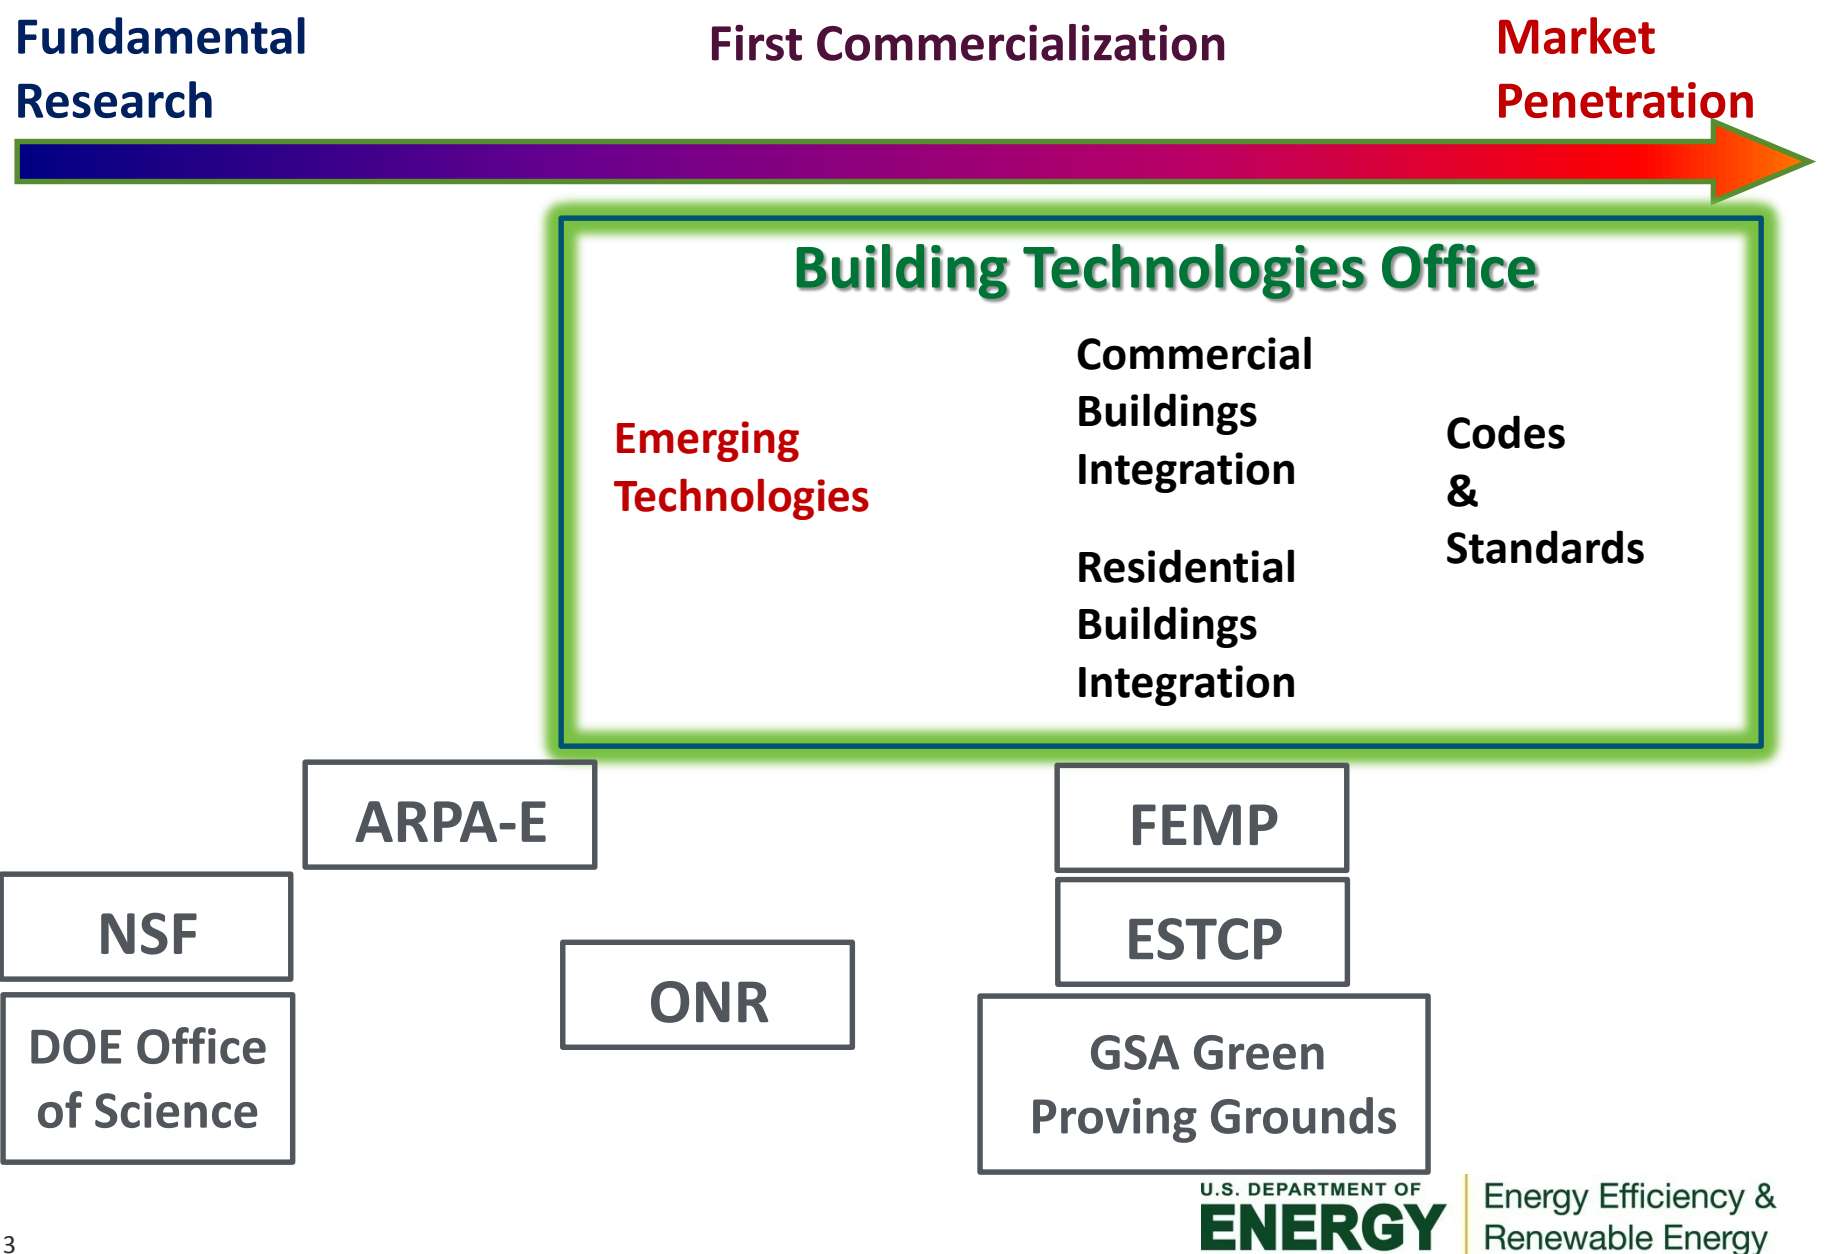 Fundamental
Research
First Commercialization
Market
Penetration
Building Technologies Office
Emerging
Technologies
Commercial
Buildings
Integration
Residential
Buildings
Integration
Codes
&
Standards
ARPA-E
FEMP
NSF
ESTCP
ONR
DOE Office
of Science
GSA Green
Proving Grounds
U.S. DEPARTMENT OF
ENERGY
Energy Efficiency &
Renewable Energy
3